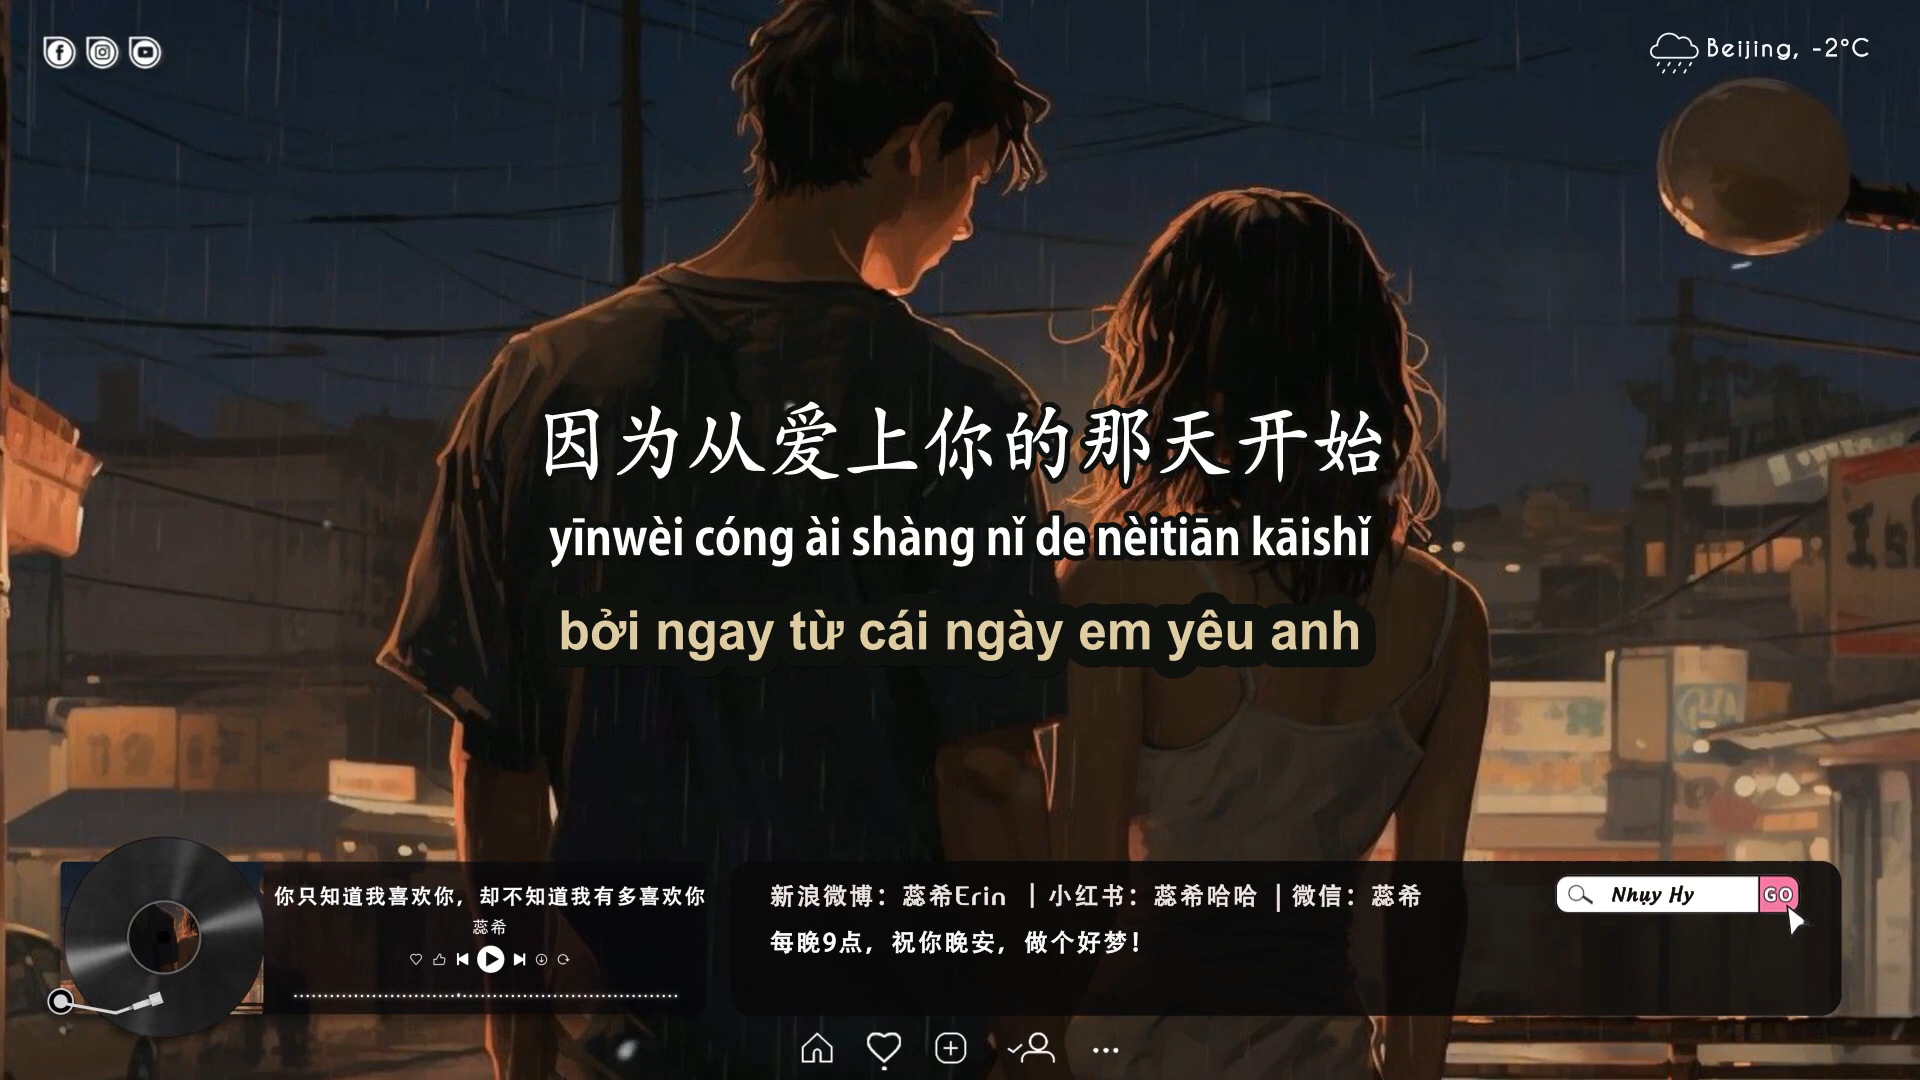 Beijing, -2°C
因为从爱上你的那天开始
yīnwèi cóng ài shàng nǐ de nèitiān kāishǐ
bởi ngay từ cái ngày em yêu anh
你只知道我喜欢你，却不知道我有多喜欢你
蕊希
新浪微博：蕊希Erin ｜小红书：蕊希哈哈 ｜微信：蕊希
每晚9点，祝你晚安，做个好梦！
Nhụy Hy
GO